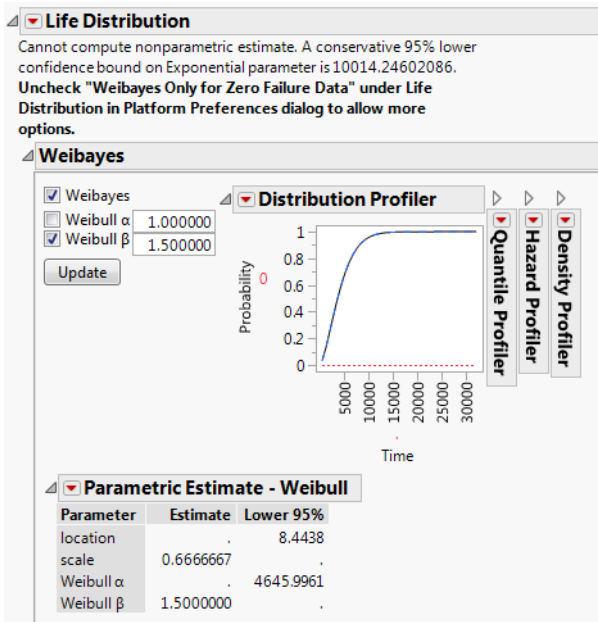 Life Distribution
Cannot compute nonparametric estimate. A conservative 95% lower
confidence bound on Exponential parameter is 10014.24602086.
Uncheck "Weibayes Only for Zero Failure Data" under Life
Distribution in Platform Preferences dialog to allow more
options.
Weibayes
Weibayes
Weibull α 1.000000
Weibull β 1.500000
Update
Distribution Profiler
Probability
0
1
0.8
0.6
0.4
0.2
0
5000
10000
15000
20000
25000
30000
.
Time
Quantile Profiler
Hazard Profiler
Density Profiler
Parametric Estimate - Weibull
Parameter Estimate Lower 95%
location . 8.4438
scale 0.6666667 .
Weibull α . 4645.9961
Weibull β 1.5000000 .